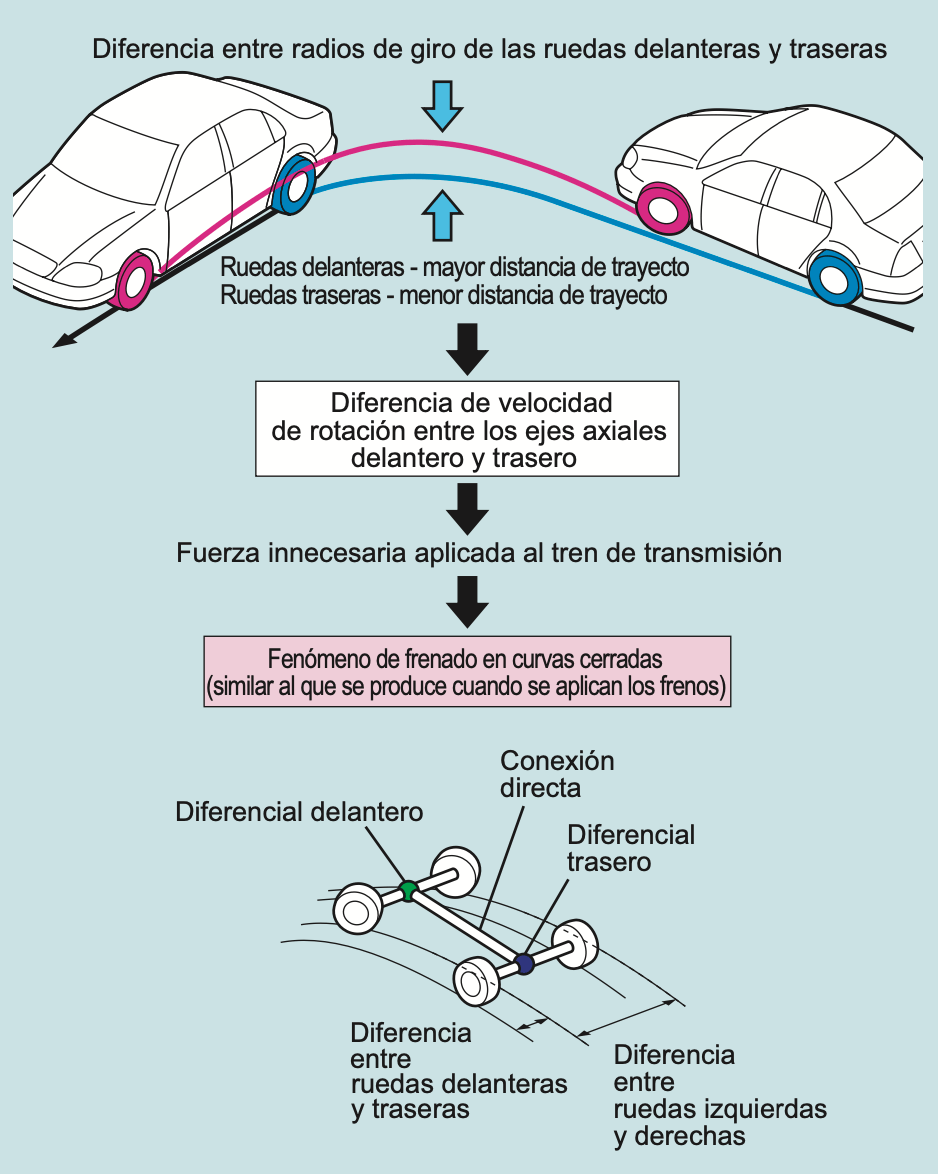 Diferencia entre radios de giro de las ruedas delanteras y traseras
Ruedas delanteras - mayor distancia de trayecto
Ruedas traseras - menor distancia de trayecto
Diferencia de velocidad
de rotación entre los ejes axiales
delantero y trasero
Fuerza innecesaria aplicada al tren de transmisión
Fenómeno de frenado en curvas cerradas
(similar al que se produce cuando se aplican los frenos)
Conexión
directa
Diferencial delantero
Diferencial
trasero
Diferencia
entre
ruedas delanteras
y traseras
Diferencia
entre
ruedas izquierdas
y derechas